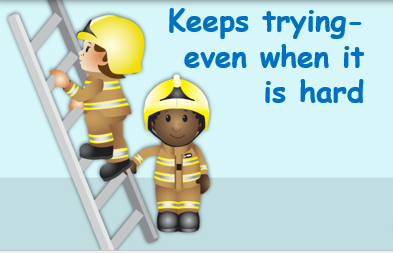 Keeps trying-
even when it
is hard